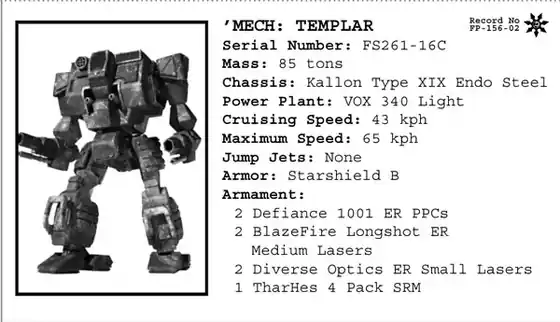 'MECH: TEMPLAR
Record No
FP-156-02
Serial Number: FS261-16C
Mass: 85 tons
Chassis: Kallon Type XIX Endo Steel
Power Plant: VOX 340 Light
Cruising Speed: 43 kph
Maximum Speed: 65 kph
Jump Jets: None
Armor: Starshield B
Armament:
2 Defiance 1001 ER PPCs
2 BlazeFire Longshot ER
Medium Lasers
2 Diverse Optics ER Small Lasers
1 TharHes 4 Pack SRM